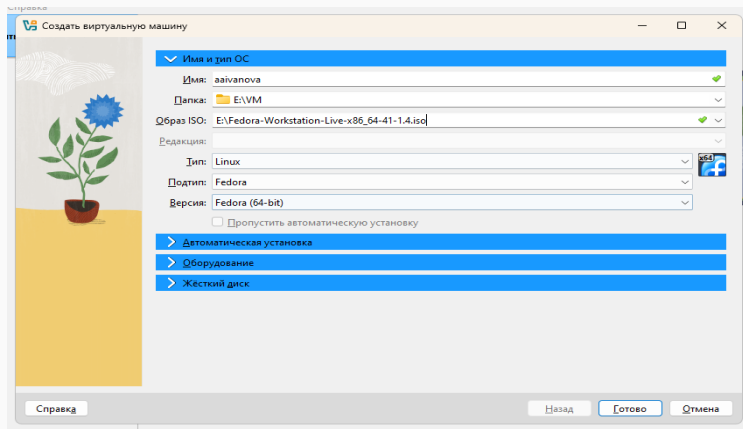 Справка
Создать виртуальную машину
Имя и тип ОС
Имя: aaivanova
Папка: E:\VM
Образ ISO: E:\Fedora-Workstation-Live-x86_64-41-1.4.iso
Редакция:
Тип: Linux
x64
Подтип: Fedora
Версия: Fedora (64-bit)
Пропустить автоматическую установку
Автоматическая установка
Оборудование
Жёсткий диск
Справка Назад Готово Отмена